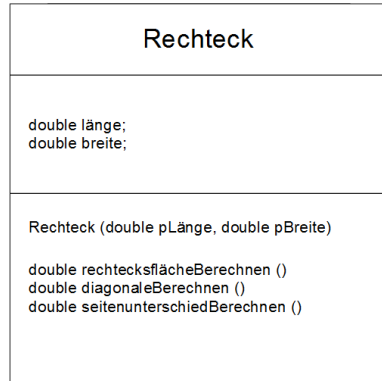 Rechteck
double länge;
double breite;
Rechteck (double pLänge, double pBreite)
double rechtecksflächeBerechnen ()
double diagonaleBerechnen ()
double seitenunterschiedBerechnen ()